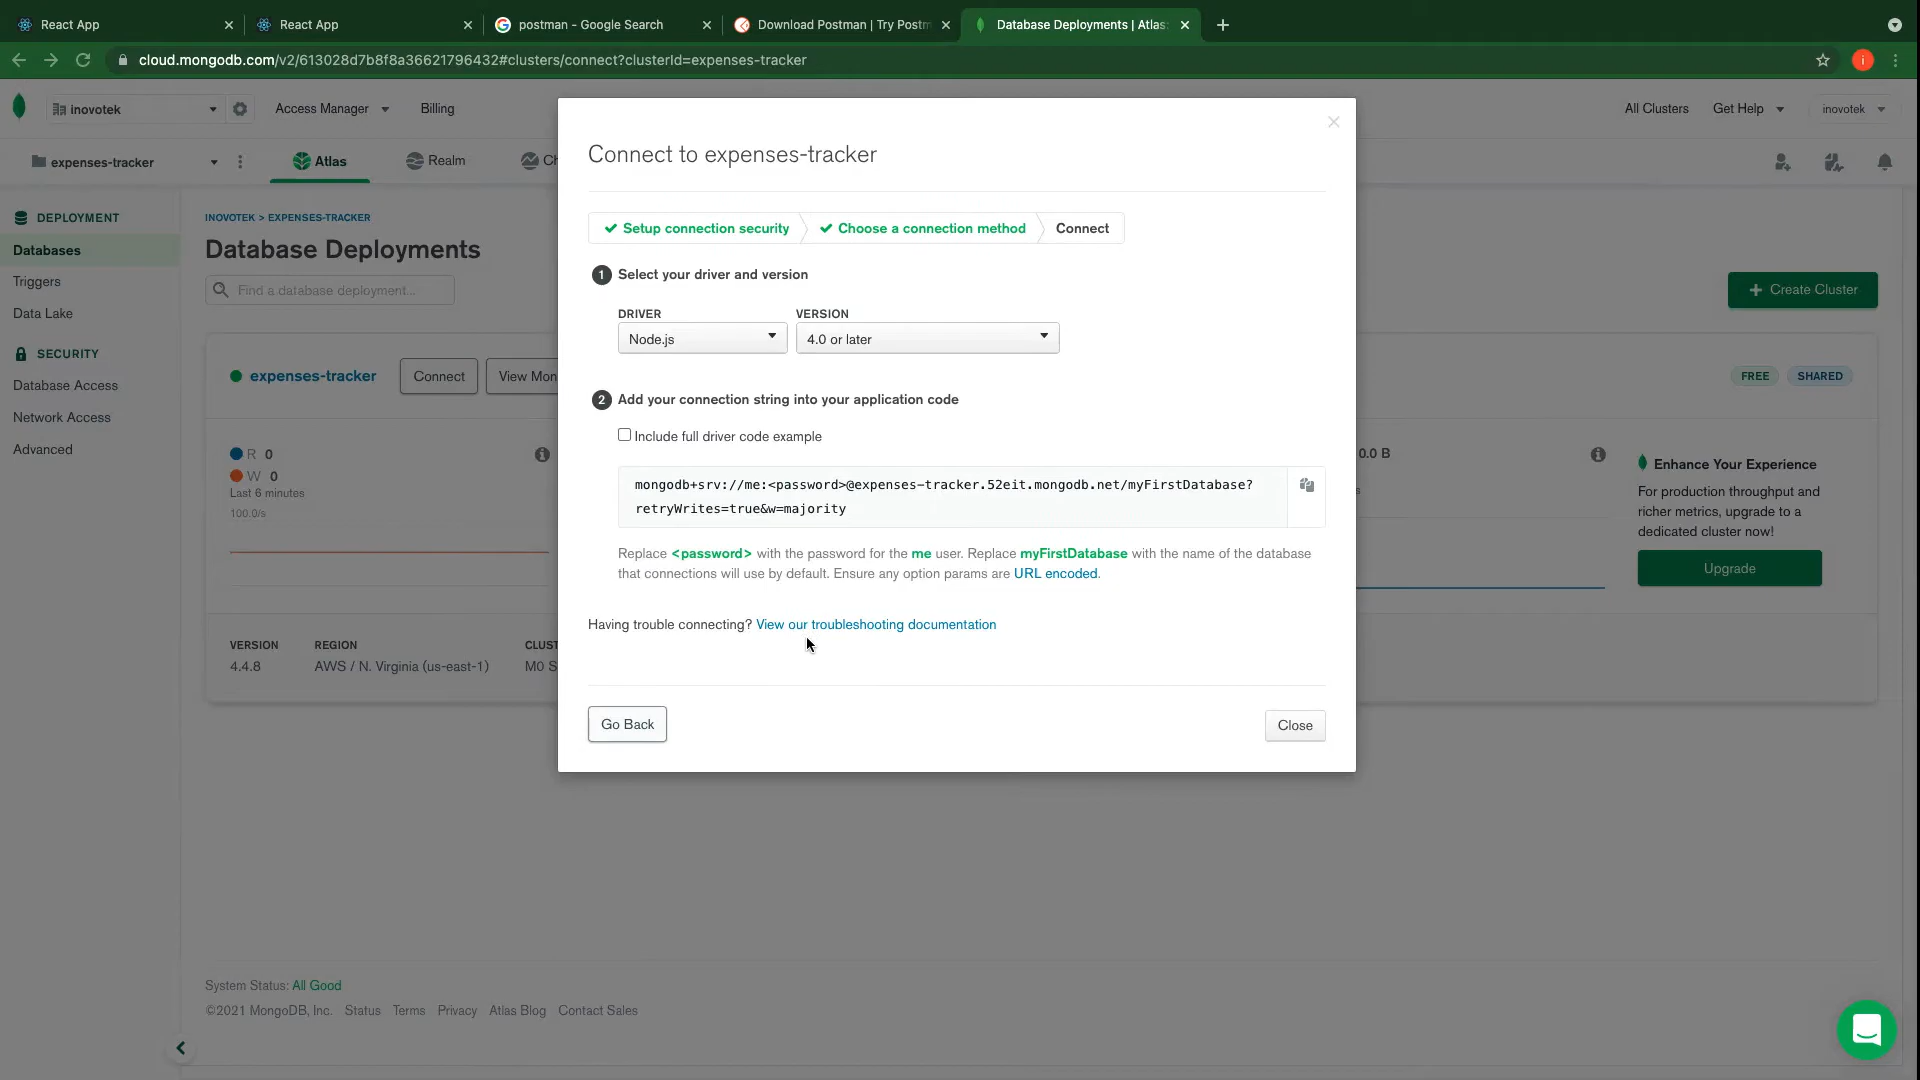 React App
React App
postman - Google Search
Download Postman | Try Postm
Database Deployments | Atlas:
cloud.mongodb.com/v2/613028d7b8f8a36621796432#clusters/connect?clusterId=expenses-tracker
i
inovotek
Access Manager
Billing
All Clusters
Get Help
inovotek
expenses-tracker
Atlas
Realm
Ch
DEPLOYMENT
Databases
Triggers
Data Lake
SECURITY
Database Access
Network Access
Advanced
INOVOTEK > EXPENSES-TRACKER
Database Deployments
Find a database deployment...
+ Create Cluster
expenses-tracker
Connect
View Mon
FREE
SHARED
R 0
W 0
Last 6 minutes
100.0/s
0.0 B
s
Enhance Your Experience
For production throughput and
richer metrics, upgrade to a
dedicated cluster now!
Upgrade
VERSION
4.4.8
REGION
AWS / N. Virginia (us-east-1)
CLUST
M0 S
Connect to expenses-tracker
Setup connection security
Choose a connection method
Connect
1 Select your driver and version
DRIVER
VERSION
Node.js
4.0 or later
2 Add your connection string into your application code
Include full driver code example
mongodb+srv://me:<password>@expenses-tracker.52eit.mongodb.net/myFirstDatabase?
retryWrites=true&w=majority
Replace <password> with the password for the me user. Replace myFirstDatabase with the name of the database
that connections will use by default. Ensure any option params are URL encoded.
Having trouble connecting? View our troubleshooting documentation
Go Back
Close
System Status: All Good
©2021 MongoDB, Inc. Status Terms Privacy Atlas Blog Contact Sales